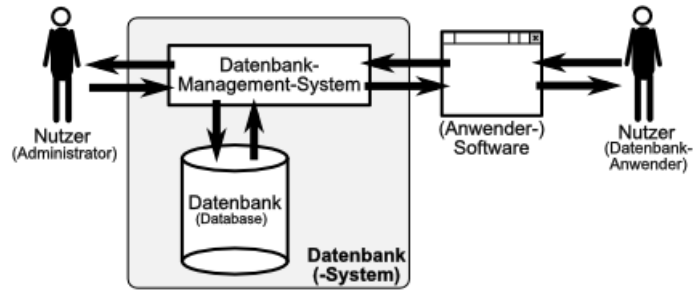 Datenbank-
Management-System
Nutzer
(Administrator)
(Anwender-)
Software
Nutzer
(Datenbank-
Anwender)
Datenbank
(Database)
Datenbank
(-System)